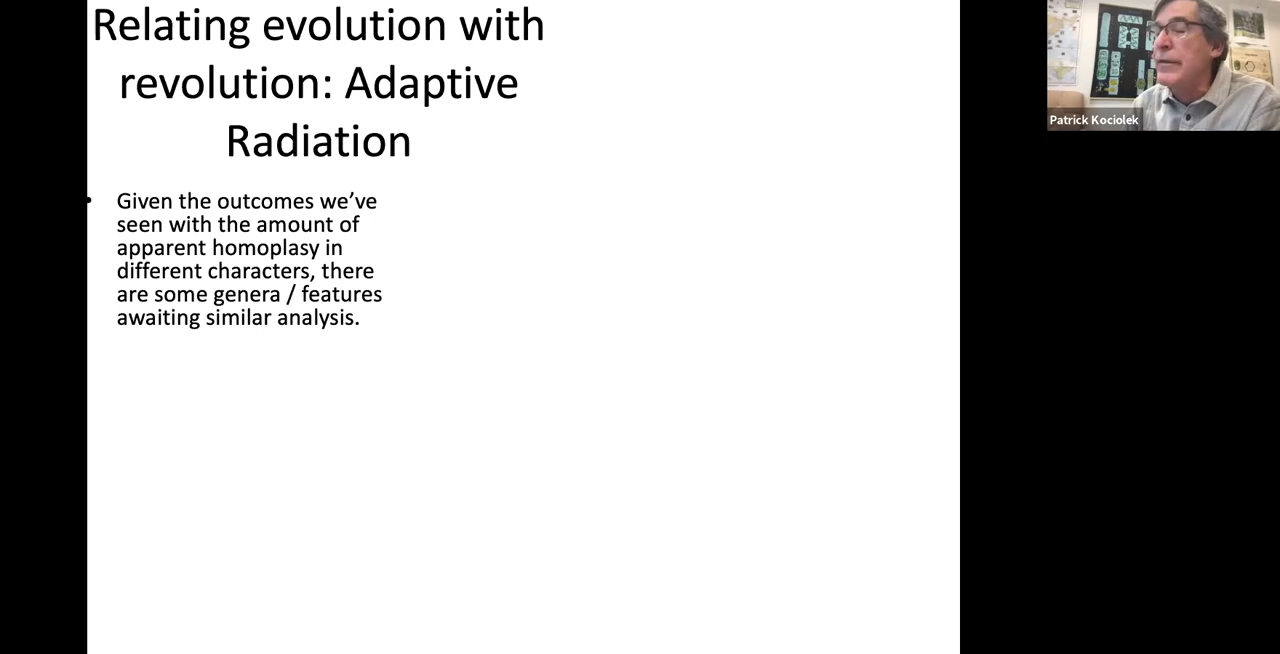 Relating evolution with
revolution: Adaptive
Radiation
• Given the outcomes we’ve
seen with the amount of
apparent homoplasy in
different characters, there
are some genera / features
awaiting similar analysis.
Patrick Kociolek